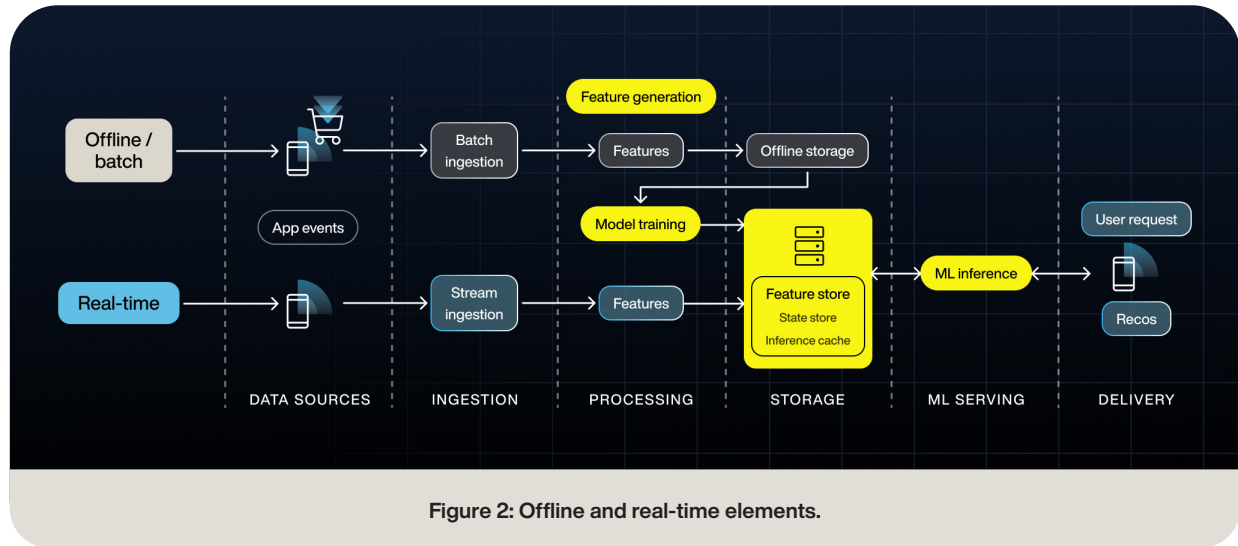 Feature generation
Offline /
batch
Batch
ingestion
Features
Offline storage
App events
Model training
User request
Real-time
Stream
ingestion
Features
Feature store
State store
Inference cache
ML inference
Recos
DATA SOURCES
INGESTION
PROCESSING
STORAGE
ML SERVING
DELIVERY
Figure 2: Offline and real-time elements.